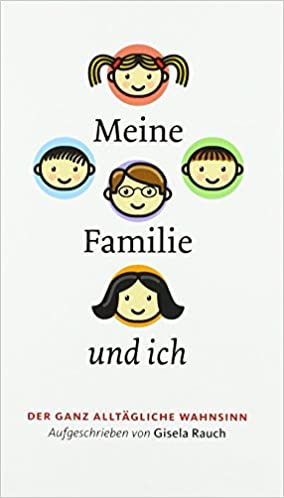 Meine
Familie
und ich
DER GANZ ALLTÄGLICHE WAHNSINN
Aufgeschrieben von Gisela Rauch